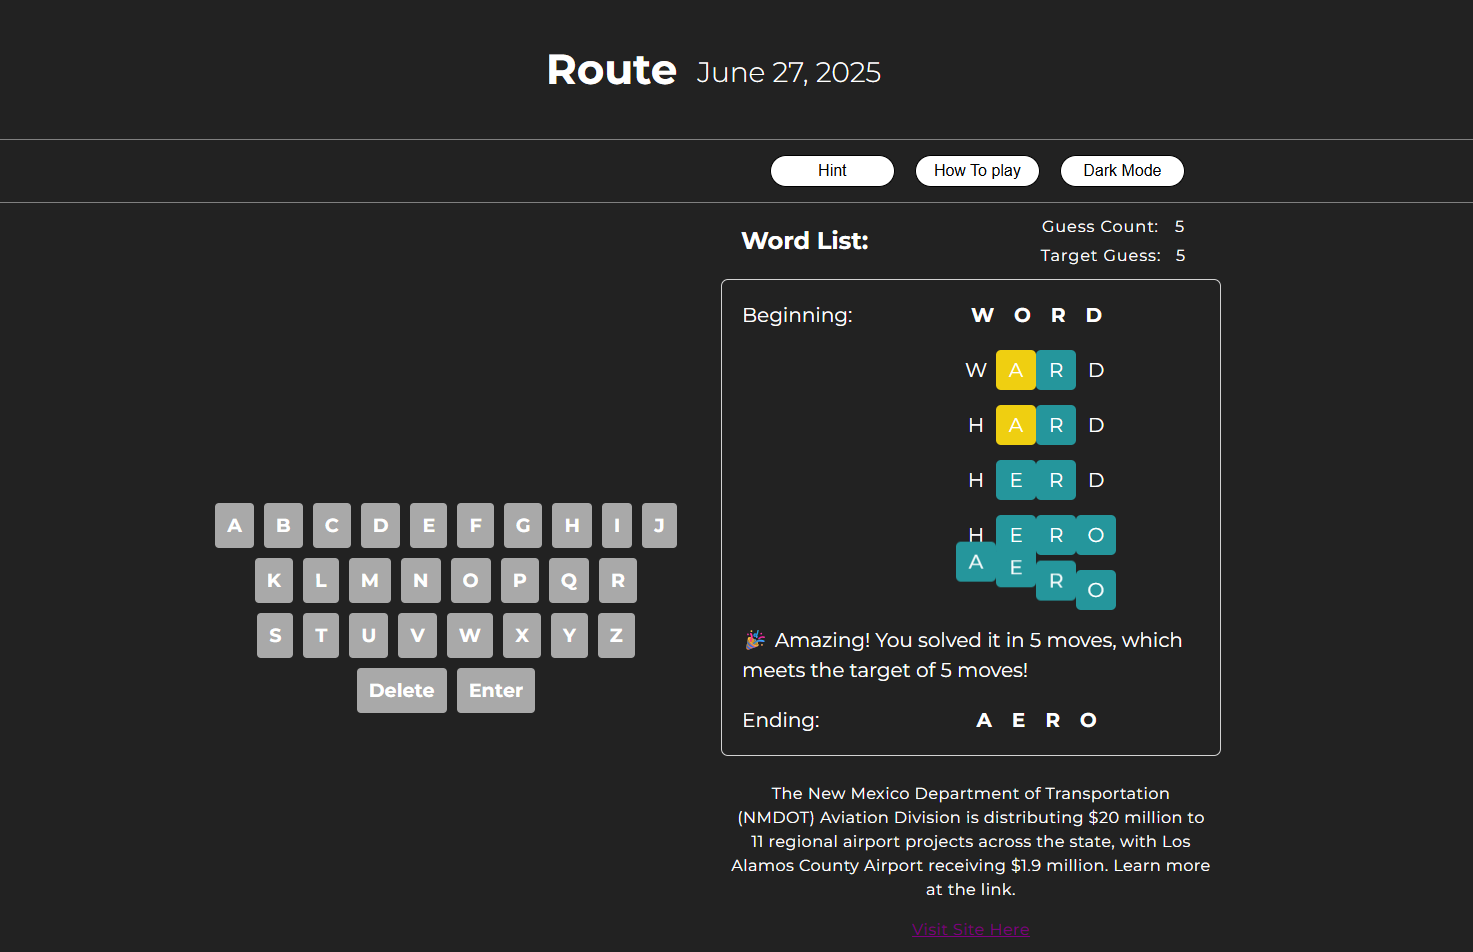 Route June 27, 2025
Hint How To play Dark Mode
Word List:
Guess Count: 5
Target Guess: 5
Beginning: W O R D
W A R D
H A R D
H E R D
H E R O
A E R O
🎉 Amazing! You solved it in 5 moves, which
meets the target of 5 moves!
Ending: A E R O
A B C D E F G H I J
K L M N O P Q R
S T U V W X Y Z
Delete Enter
The New Mexico Department of Transportation
(NMDOT) Aviation Division is distributing $20 million to
11 regional airport projects across the state, with Los
Alamos County Airport receiving $1.9 million. Learn more
at the link.
Visit Site Here